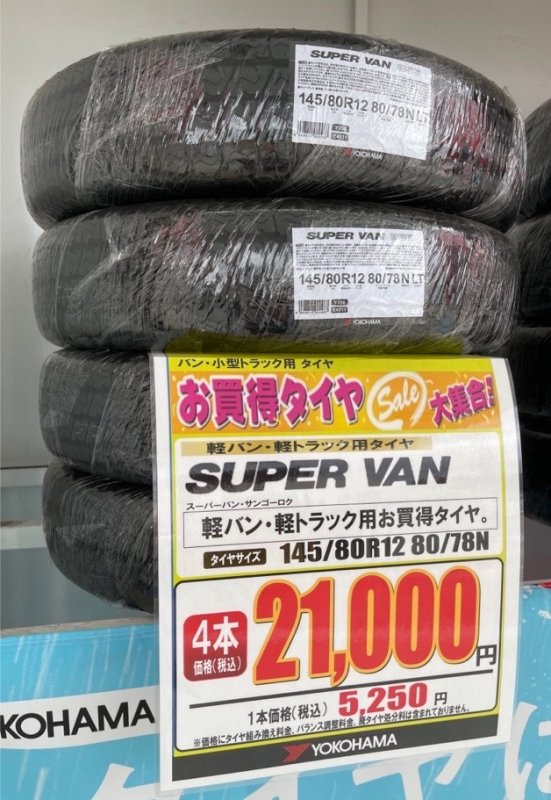 SUPER VAN
145/80R12 80/78N LT
YOKOHAMA
SUPER VAN
145/80R12 80/78N LT
YOKOHAMA
バン・小型トラック用 タイヤ
お買得タイヤ Sale 大集合!
軽バン・軽トラック用タイヤ
SUPER VAN
スーパーバン・サンゴーロク
軽バン・軽トラック用お買得タイヤ。
タイヤサイズ 145/80R12 80/78N
4本
価格(税込)
21,000円
1本価格(税込) 5,250円
※価格にタイヤ組み換え料金、バランス調整料金、廃タイヤ処分料は含まれておりません。
YOKOHAMA
KOHAMA